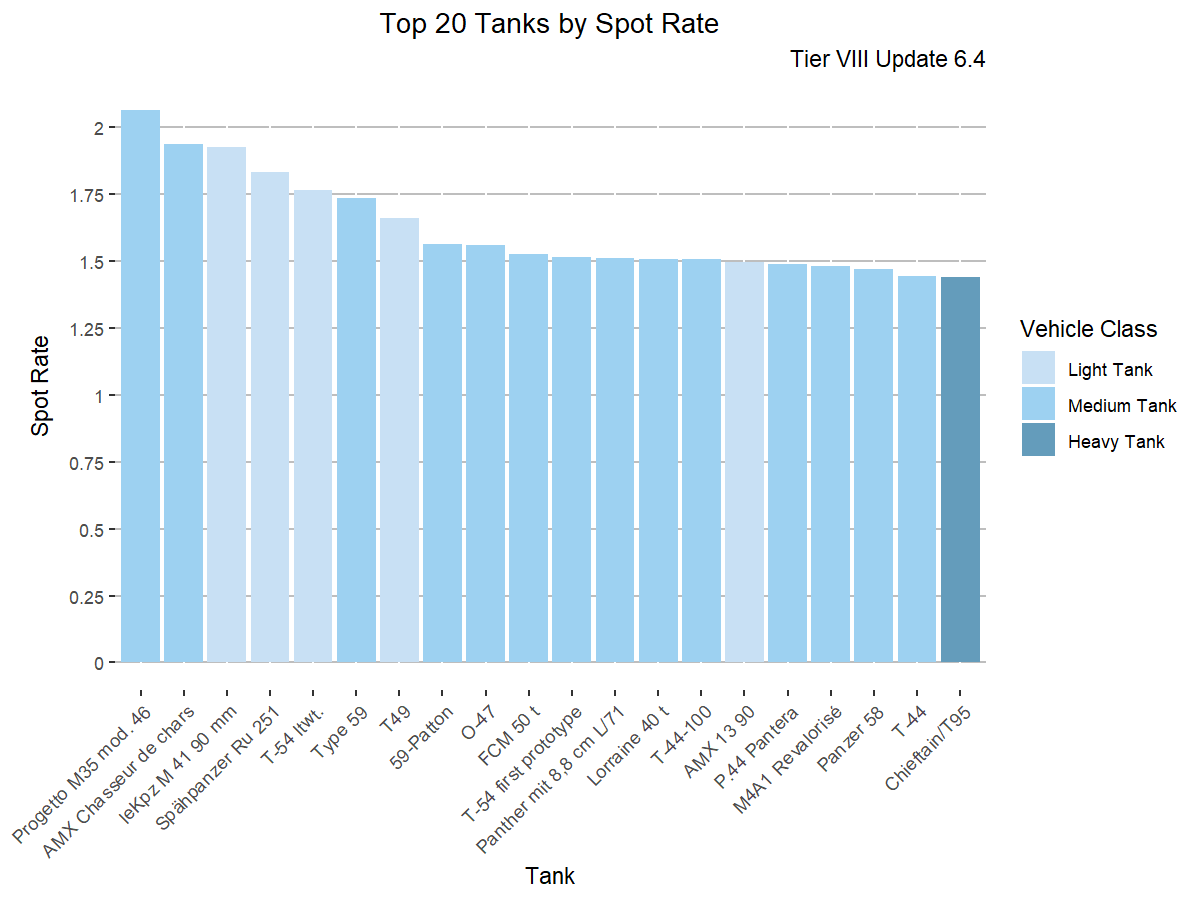 Top 20 Tanks by Spot Rate
Tier VIII Update 6.4
Spot Rate
2
1.75
1.5
1.25
1
0.75
0.5
0.25
0
Progetto M35 mod. 46
AMX Chasseur de chars
leKpz M 41 90 mm
Spähpanzer Ru 251
T-54 ltwt.
Type 59
T49
59-Patton
O-47
FCM 50 t
T-54 first prototype
Panther mit 8,8 cm L/71
Lorraine 40 t
T-44-100
AMX 13 90
P.44 Pantera
M4A1 Revalorisé
Panzer 58
T-44
Chieftain/T95
Tank
Vehicle Class
Light Tank
Medium Tank
Heavy Tank